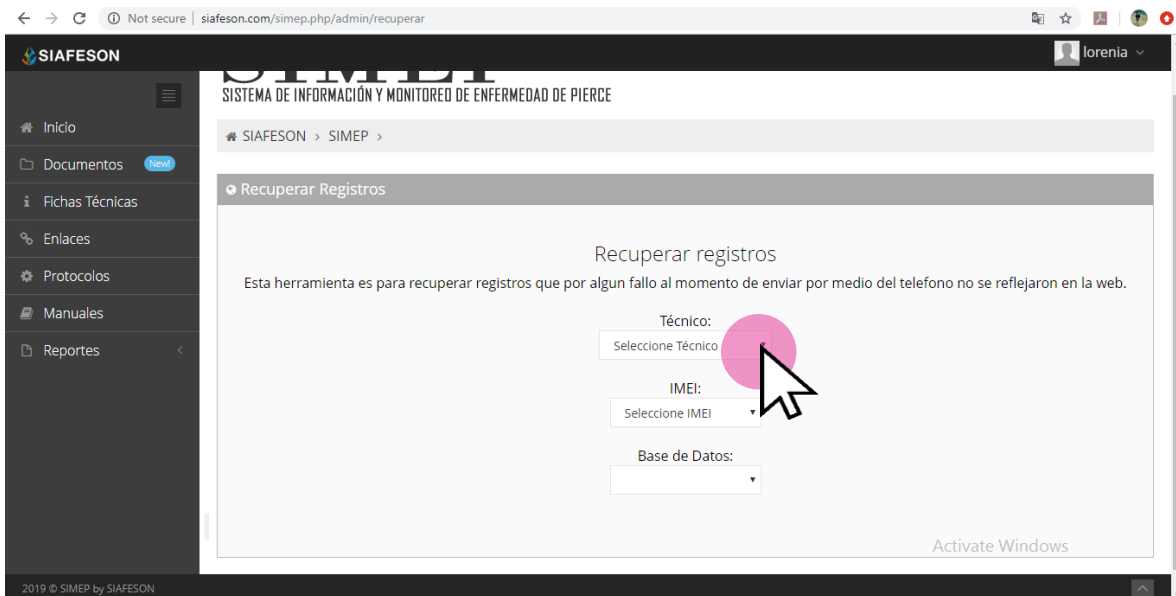 Not secure | siafeson.com/simep.php/admin/recuperar
SIAFESON
lorenia
SIMEP
SISTEMA DE INFORMACIÓN Y MONITOREO DE ENFERMEDAD DE PIERCE
Inicio
SIAFESON > SIMEP >
Documentos New!
Fichas Técnicas
Enlaces
Protocolos
Manuales
Reportes
Recuperar Registros
Recuperar registros
Esta herramienta es para recuperar registros que por algun fallo al momento de enviar por medio del telefono no se reflejaron en la web.
Técnico:
Seleccione Técnico
IMEI:
Seleccione IMEI
Base de Datos:
Activate Windows
2019 © SIMEP by SIAFESON